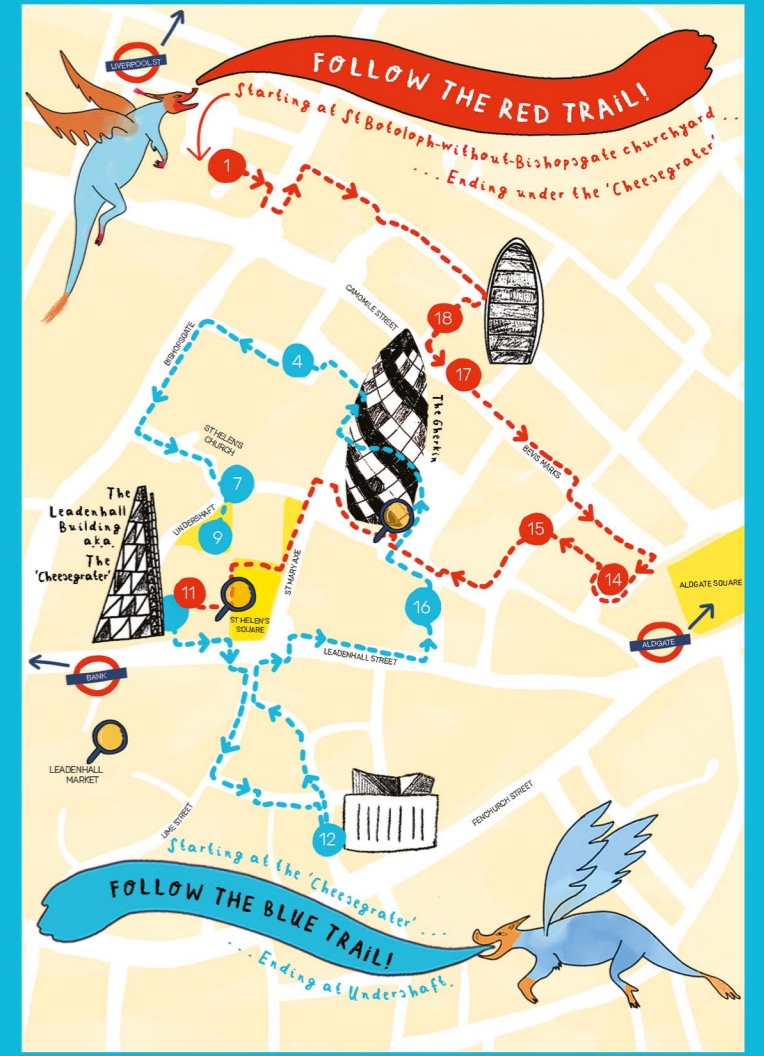 LIVERPOOL ST
FOLLOW THE RED TRAIL!
Starting at St Botoloph-without-Bishopsgate churchyard ...
... Ending under the 'Cheesegrater'
1
CAMOMILE STREET
18
BISHOPSGATE
4
17
The Gherkin
ST HELEN'S
CHURCH
BEVIS MARKS
7
The
Leadenhall
Building
a.k.a.
The
'Cheesegrater'
UNDERSHAFT
9
15
ST MARY AXE
14
ALDGATE SQUARE
11
16
ST HELEN'S
SQUARE
ALDGATE
LEADENHALL STREET
BANK
LEADENHALL
MARKET
LIME STREET
FENCHURCH STREET
12
Starting at the 'Cheesegrater' ...
FOLLOW THE BLUE TRAIL!
... Ending at Undershaft.